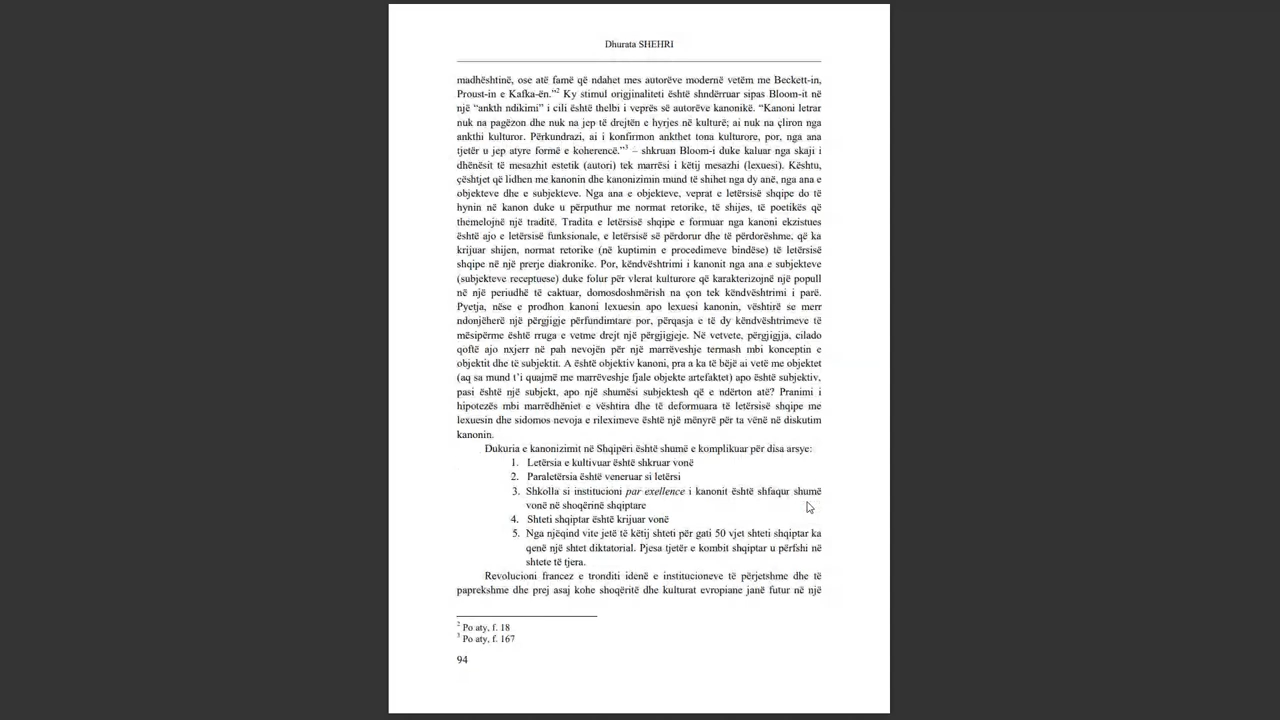 Dhurata SHEHRI
madhështinë, ose atë famë që ndahet mes autorëve modernë vetëm me Beckett-in,
Proust-in e Kafka-ën.”2 Ky stimul origjinaliteti është shndërruar sipas Bloom-it në
një “ankth ndikimi” i cili është thelbi i veprës së autorëve kanonikë. “Kanoni letrar
nuk na pagëzon dhe nuk na jep të drejtën e hyrjes në kulturë; ai nuk na çliron nga
ankthi kulturor. Përkundrazi, ai i konfirmon ankthet tona kulturore, por, nga ana
tjetër u jep atyre formë e koherencë.”3 – shkruan Bloom-i duke kaluar nga skaji i
dhënësit të mesazhit estetik (autori) tek marrësi i këtij mesazhi (lexuesi). Kështu,
çështjet që lidhen me kanonin dhe kanonizimin mund të shihet nga dy anë, nga ana e
objekteve dhe e subjekteve. Nga ana e objekteve, veprat e letërsisë shqipe do të
hynin në kanon duke u përputhur me normat retorike, të shijes, të poetikës që
themelojnë një traditë. Tradita e letërsisë shqipe e formuar nga kanoni ekzistues
është ajo e letërsisë funksionale, e letërsisë së përdorur dhe të përdorëshme, që ka
krijuar shijen, normat retorike (në kuptimin e procedimeve bindëse) të letërsisë
shqipe në një prerje diakronike. Por, këndvështrimi i kanonit nga ana e subjekteve
(subjekteve receptuese) duke folur për vlerat kulturore që karakterizojnë një popull
në një periudhë të caktuar, domosdoshmërish na çon tek këndvështrimi i parë.
Pyetja, nëse e prodhon kanoni lexuesin apo lexuesi kanonin, vështirë se merr
ndonjëherë një përgjigje përfundimtare por, përqasja e të dy këndvështrimeve të
mësipërme është rruga e vetme drejt një përgjigjeje. Në vetvete, përgjigjja, cilado
qoftë ajo nxjerr në pah nevojën për një marrëveshje termash mbi konceptin e
objektit dhe të subjektit. A është objektiv kanoni, pra a ka të bëjë ai vetë me objektet
(aq sa mund t’i quajmë me marrëveshje fjale objekte artefaktet) apo është subjektiv,
pasi është një subjekt, apo një shumësi subjektesh që e ndërton atë? Pranimi i
hipotezës mbi marrëdhëniet e vështira dhe të deformuara të letërsisë shqipe me
lexuesin dhe sidomos nevoja e rileximeve është një mënyrë për ta vënë në diskutim
kanonin.
Dukuria e kanonizimit në Shqipëri është shumë e komplikuar për disa arsye:
1. Letërsia e kultivuar është shkruar vonë
2. Paraletërsia është veneruar si letërsi
3. Shkolla si institucioni par exellence i kanonit është shfaqur shumë
vonë në shoqërinë shqiptare
4. Shteti shqiptar është krijuar vonë
5. Nga njëqind vite jetë të këtij shteti për gati 50 vjet shteti shqiptar ka
qenë një shtet diktatorial. Pjesa tjetër e kombit shqiptar u përfshi në
shtete të tjera.
Revolucioni francez e tronditi idenë e institucioneve të përjetshme dhe të
paprekshme dhe prej asaj kohe shoqëritë dhe kulturat evropiane janë futur në një
2 Po aty, f. 18
3 Po aty, f. 167
94